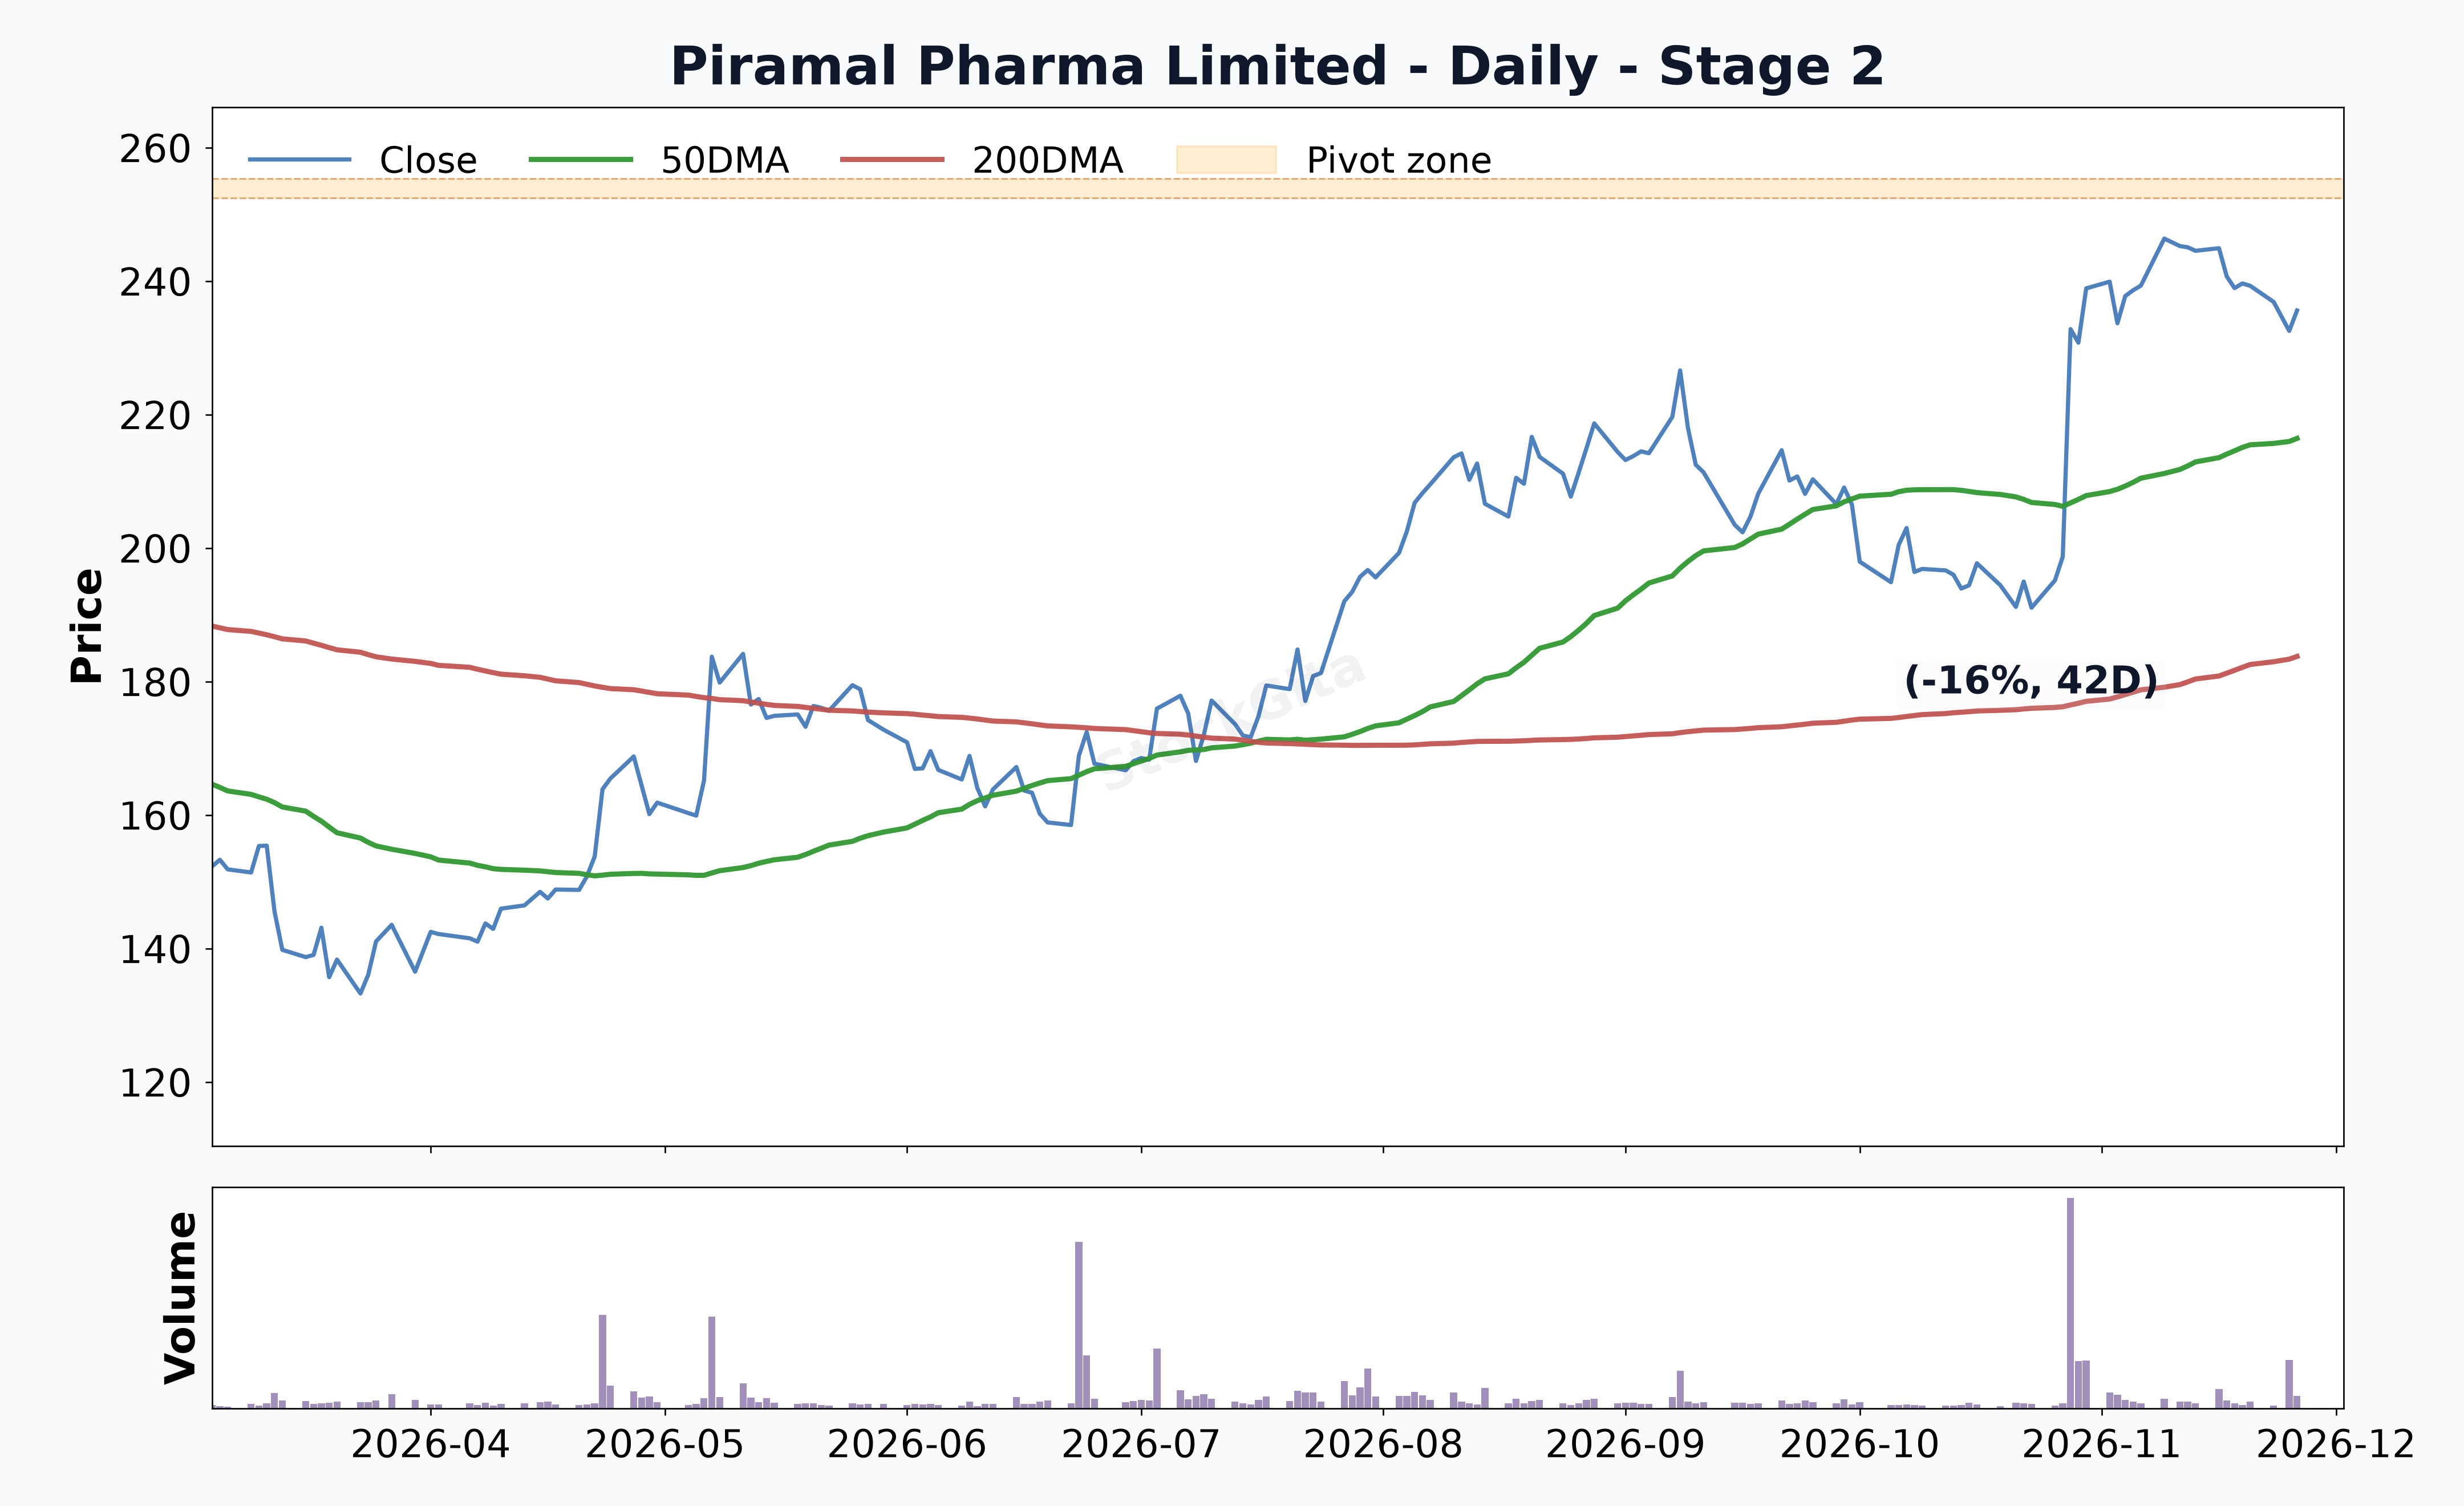 Piramal Pharma Limited - Daily - Stage 2
Close 50DMA 200DMA Pivot zone
260
240
220
200
180
160
140
120
Price
(-16%, 42D)
StockGita
Volume
2026-04 2026-05 2026-06 2026-07 2026-08 2026-09 2026-10 2026-11 2026-12